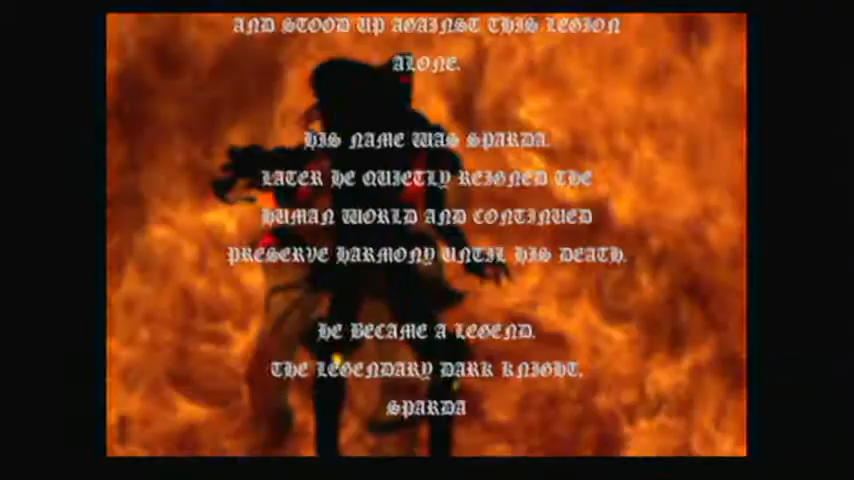 AND STOOD UP AGAINST THIS LEGION
ALONE.
HIS NAME WAS SPARDA.
LATER HE QUIETLY REIGNED THE
HUMAN WORLD AND CONTINUED
PRESERVE HARMONY UNTIL HIS DEATH.
HE BECAME A LEGEND.
THE LEGENDARY DARK KNIGHT,
SPARDA